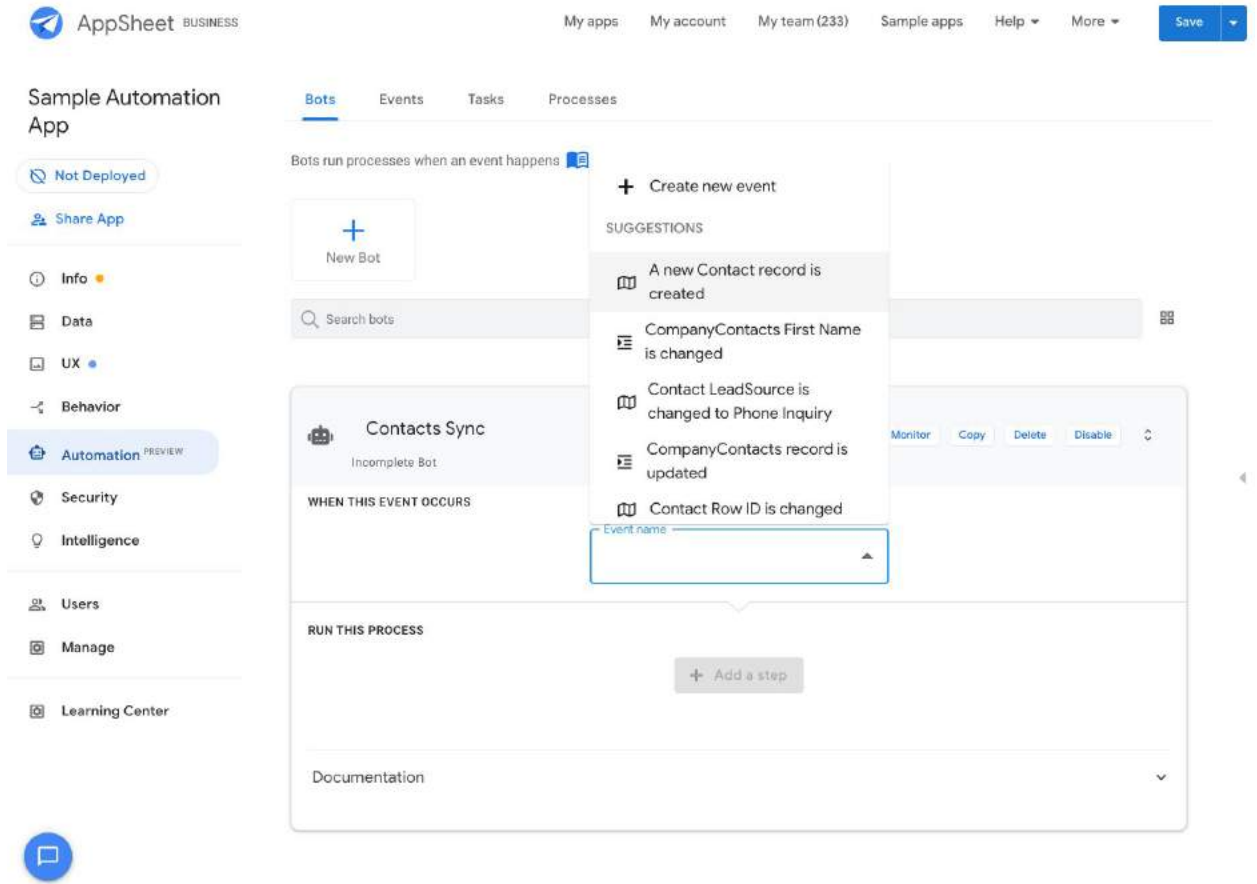 AppSheet BUSINESS
My apps My account My team (233) Sample apps Help More Save
Sample Automation
App
Not Deployed
Share App
Info
Data
UX
Behavior
Automation PREVIEW
Security
Intelligence
Users
Manage
Learning Center
Bots Events Tasks Processes
Bots run processes when an event happens
New Bot
Search bots
Contacts Sync
Incomplete Bot
Monitor Copy Delete Disable
WHEN THIS EVENT OCCURS
+ Create new event
SUGGESTIONS
A new Contact record is
created
CompanyContacts First Name
is changed
Contact LeadSource is
changed to Phone Inquiry
CompanyContacts record is
updated
Contact Row ID is changed
Event name
RUN THIS PROCESS
+ Add a step
Documentation